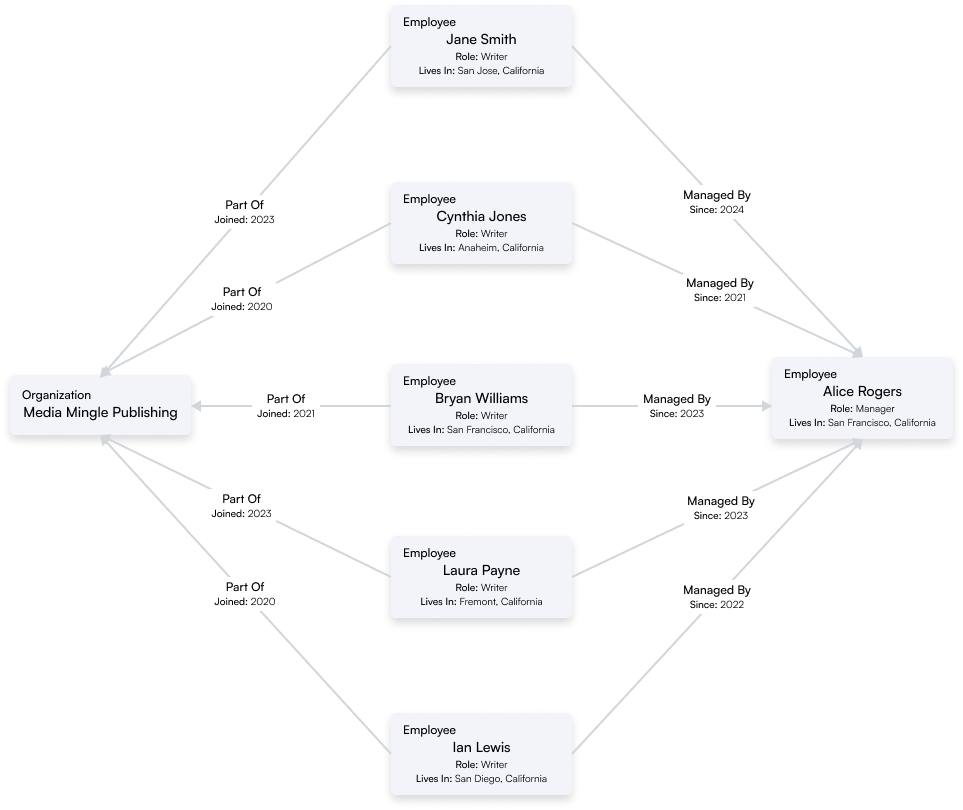 Employee
Jane Smith
Role: Writer
Lives In: San Jose, California
Part Of
Joined: 2023
Managed By
Since: 2024
Employee
Cynthia Jones
Role: Writer
Lives In: Anaheim, California
Part Of
Joined: 2020
Managed By
Since: 2021
Organization
Media Mingle Publishing
Part Of
Joined: 2021
Employee
Bryan Williams
Role: Writer
Lives In: San Francisco, California
Managed By
Since: 2023
Employee
Alice Rogers
Role: Manager
Lives In: San Francisco, California
Part Of
Joined: 2023
Managed By
Since: 2023
Employee
Laura Payne
Role: Writer
Lives In: Fremont, California
Part Of
Joined: 2020
Managed By
Since: 2022
Employee
Ian Lewis
Role: Writer
Lives In: San Diego, California